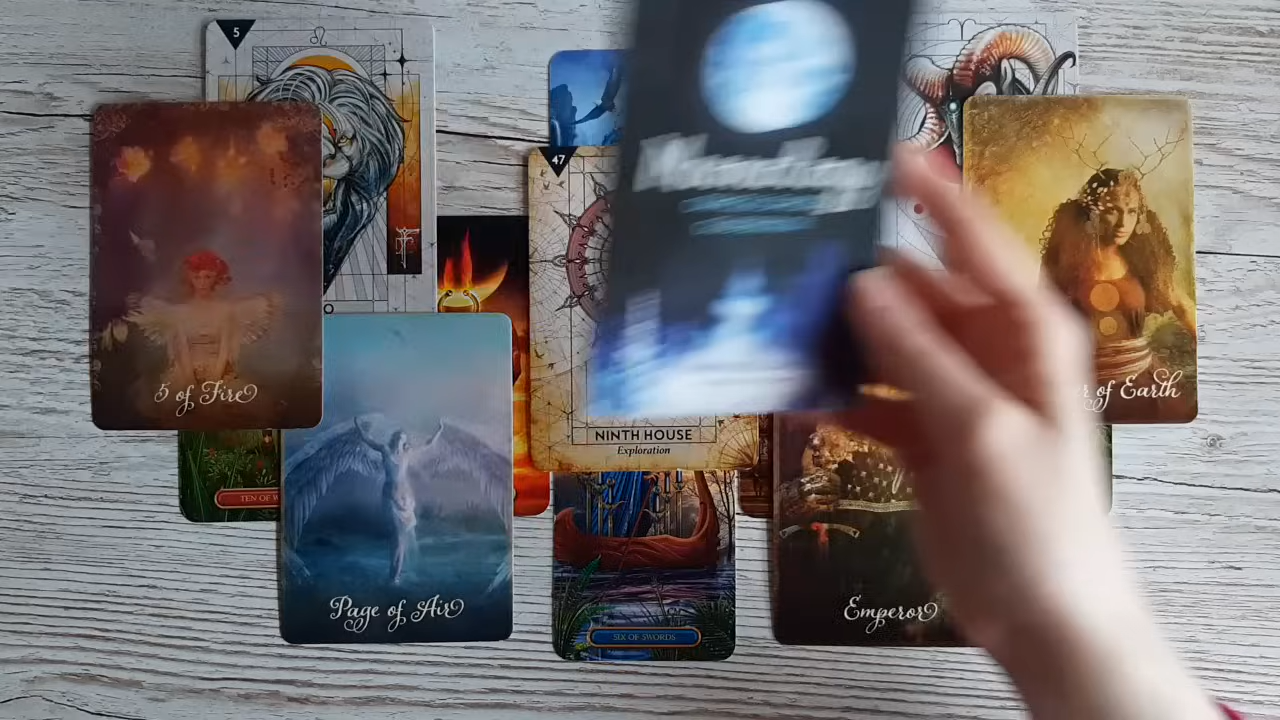 5
47
5 of Fire
of Earth
NINTH HOUSE
Exploration
TEN OF W
Page of Air
Emperor
SIX OF SWORDS